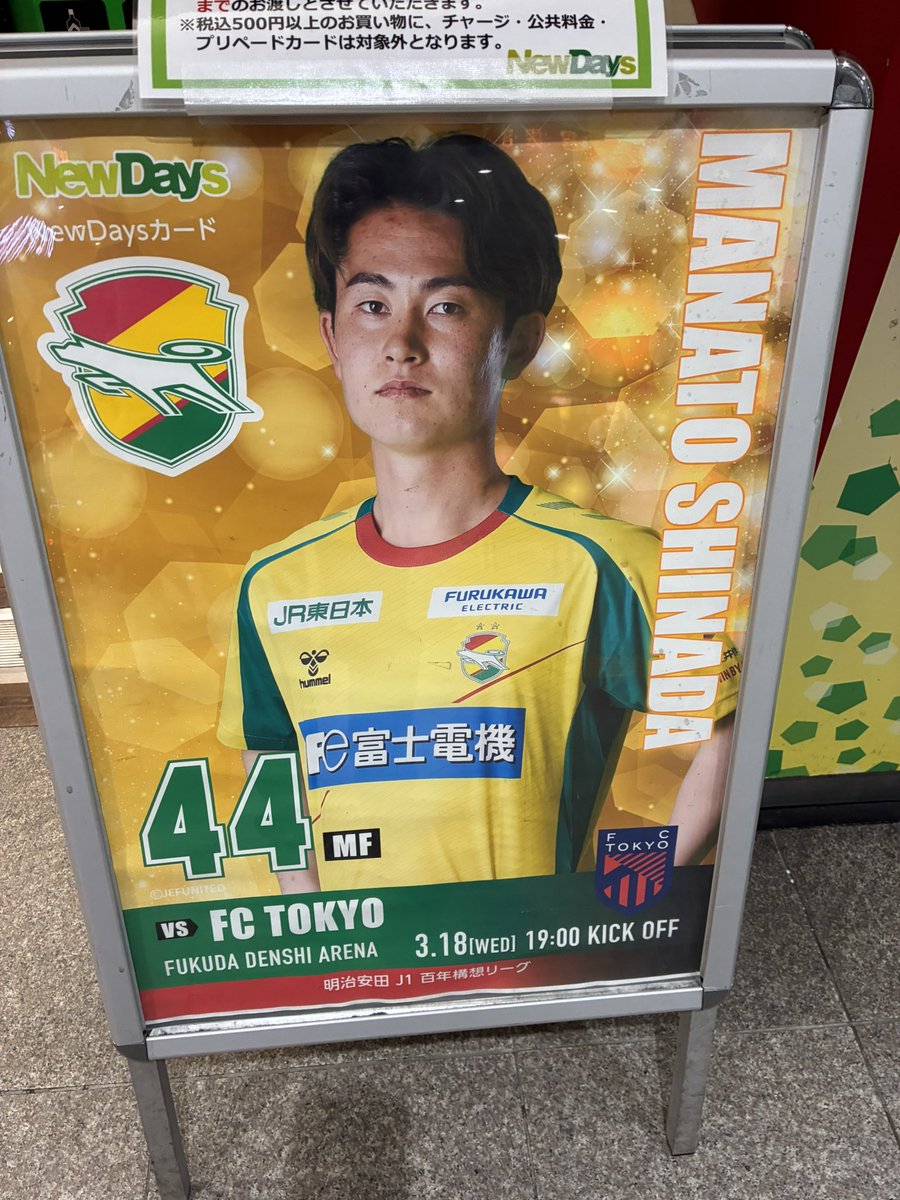 までのお渡しとさせていただきます。
※税込500円以上のお買い物に、チャージ・公共料金・
プリペードカードは対象外となります。
NewDays
NewDays
NewDaysカード
MANATO SHINADA
JR東日本
FURUKAWA
ELECTRIC
hummel
Fe富士電機
44
MF
©JEFUNITED
F C
TOKYO
VS FC TOKYO
FUKUDA DENSHI ARENA
3.18[WED] 19:00 KICK OFF
明治安田 J1 百年構想リーグ